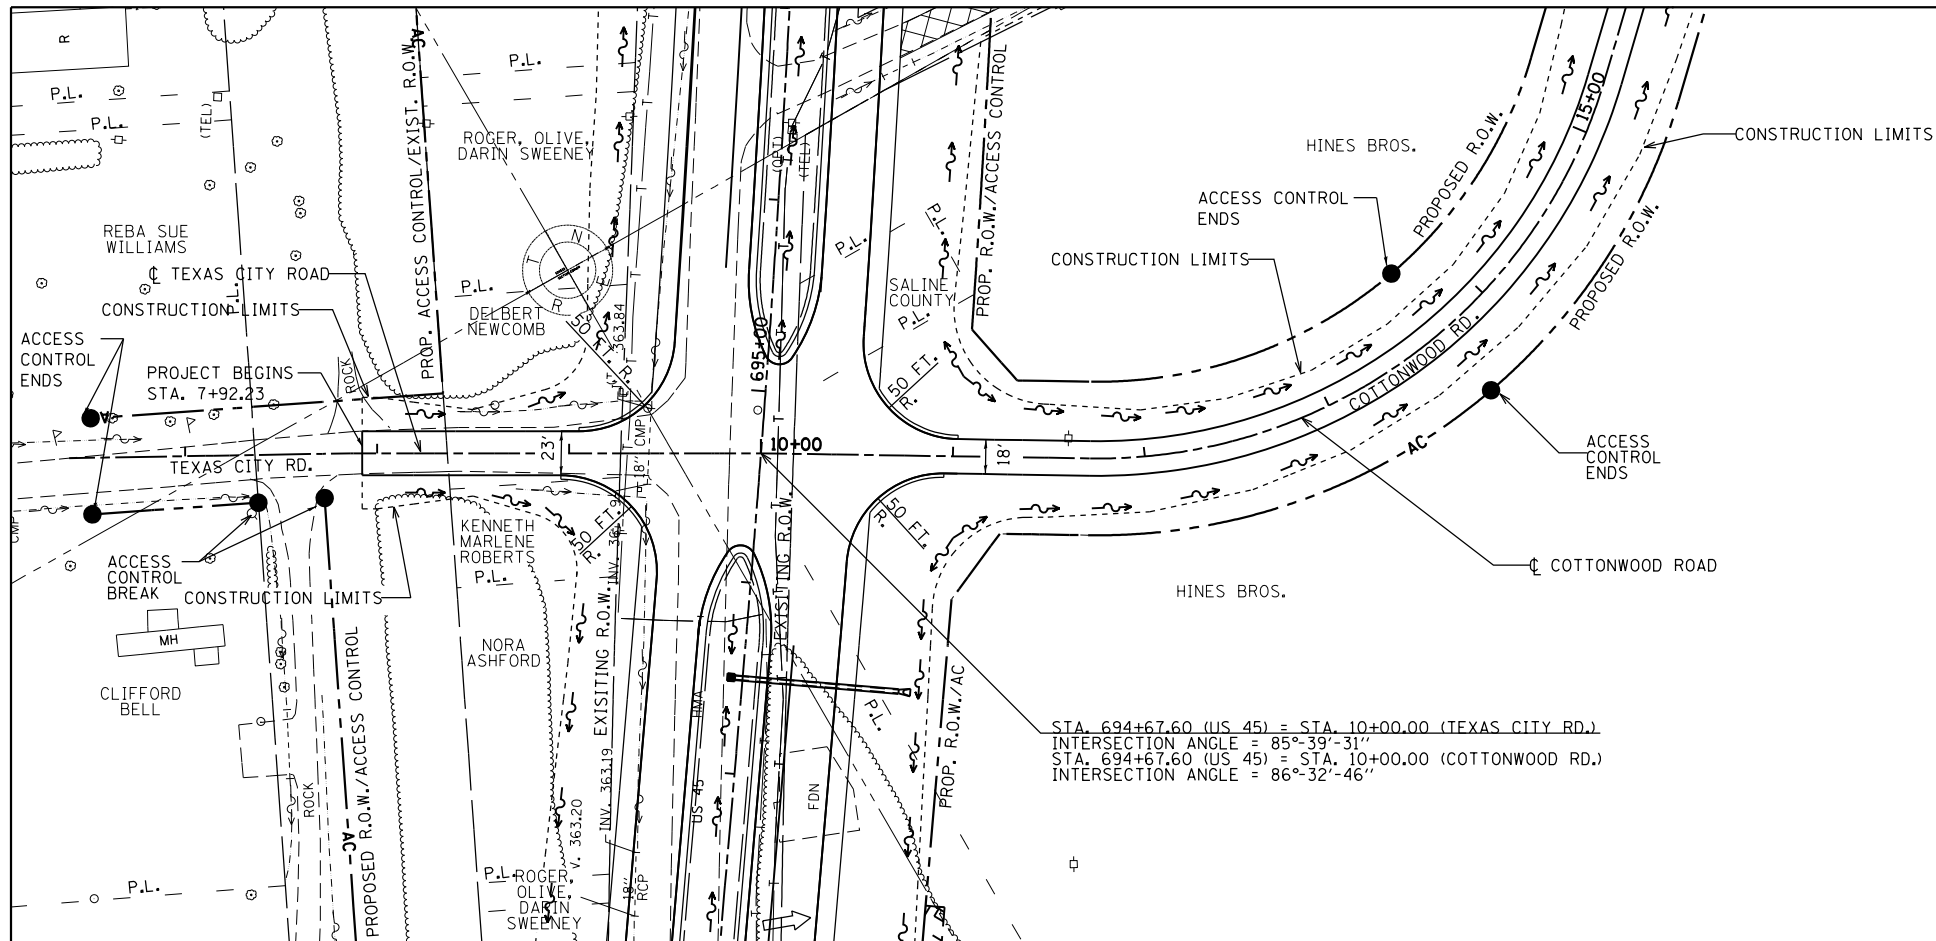 R
AC
P.L.
P.L.
P.L.
(TEL)
PROP. ACCESS CONTROL/EXIST. R.O.W.
ROGER, OLIVE,
DARIN SWEENEY
(OPT)
(TEL)
P.L.
P.L.
PROP. R.O.W./ACCESS CONTROL
HINES BROS.
PROPOSED R.O.W.
15+00
CONSTRUCTION LIMITS
ACCESS CONTROL
ENDS
PROPOSED R.O.W.
REBA SUE
WILLIAMS
N
T
R
℄ TEXAS CITY ROAD
CONSTRUCTION LIMITS
P.L.
P.L.
DELBERT
NEWCOMB
50 FT. R.
363.84
695+00
SALINE
COUNTY
P.L.
CONSTRUCTION LIMITS
ACCESS
CONTROL
ENDS
PROJECT BEGINS
STA. 7+92.23
ROCK
50 FT.
R.
COTTONWOOD RD.
TEXAS CITY RD.
23'
18" CMP
10+00
18'
AC
ACCESS
CONTROL
ENDS
CMP
KENNETH
MARLENE
ROBERTS
P.L.
50 FT.
R.
50 FT.
R.
EXISITING R.O.W.
℄ COTTONWOOD ROAD
ACCESS
CONTROL
BREAK
CONSTRUCTION LIMITS
HINES BROS.
MH
NORA
ASHFORD
EXISITING R.O.W.
CLIFFORD
BELL
PROPOSED R.O.W./ACCESS CONTROL
AC
ROCK
HMA
US 45
P.L.
PROP. R.O.W./AC
STA. 694+67.60 (US 45) = STA. 10+00.00 (TEXAS CITY RD.)
INTERSECTION ANGLE = 85°-39'-31"
STA. 694+67.60 (US 45) = STA. 10+00.00 (COTTONWOOD RD.)
INTERSECTION ANGLE = 86°-32'-46"
INV. 363.19
V. 363.20
FDN
P.L.
P.L.
ROGER,
OLIVE,
DARIN
SWEENEY
18"
RCP